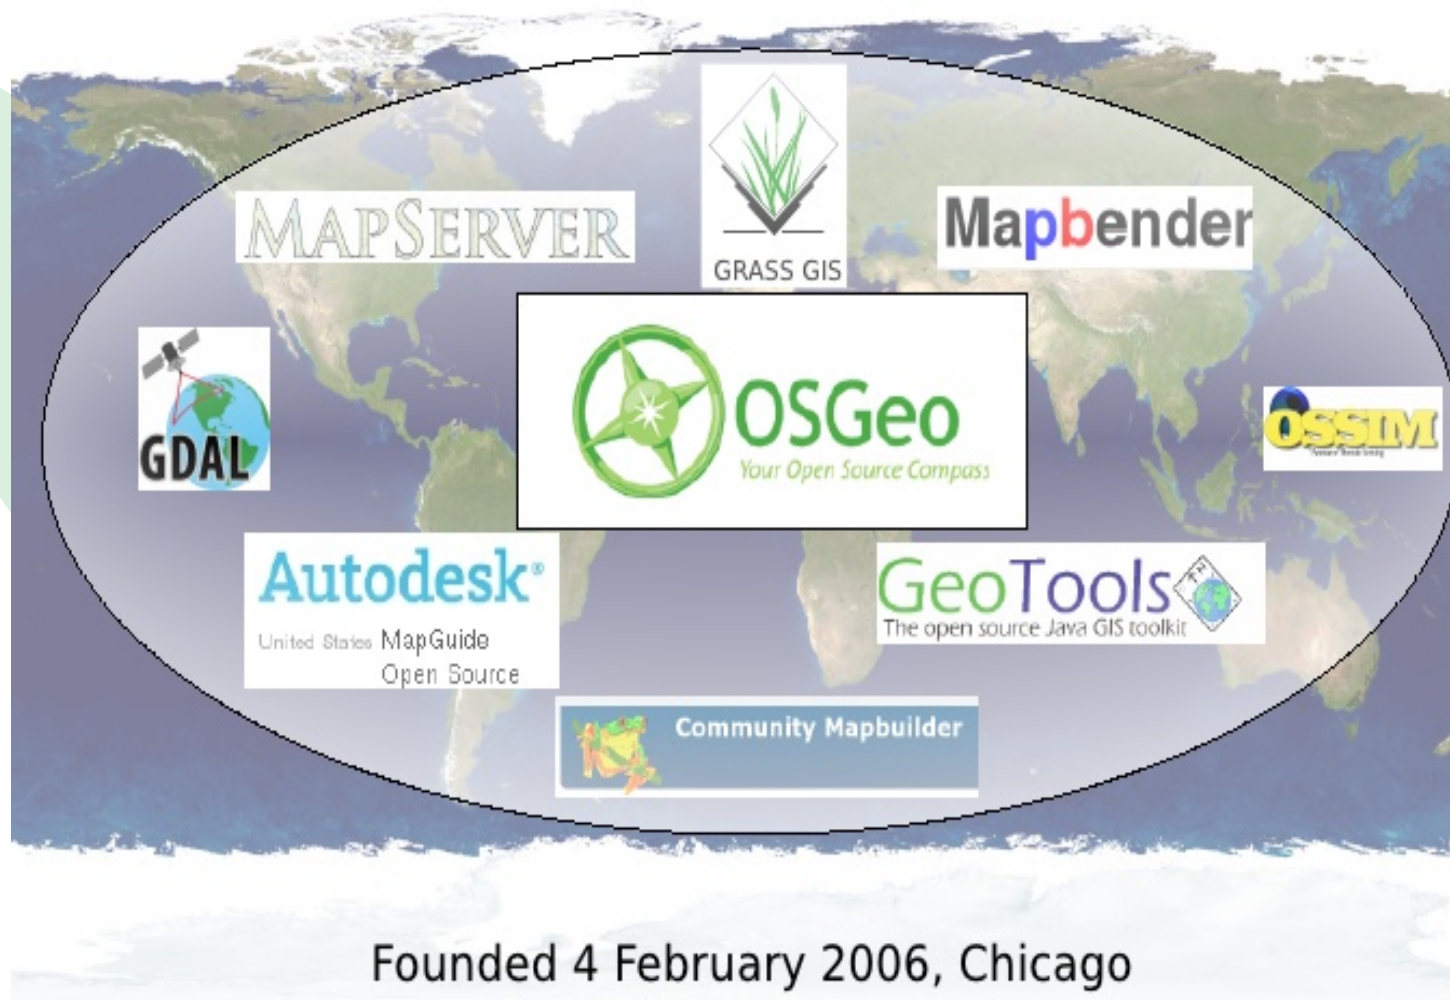 GRASS GIS
MAPSERVER
Mapbender
GDAL
OSGeo
Your Open Source Compass
OSSIM
Autodesk®
United States MapGuide
Open Source
GeoTools
The open source Java GIS toolkit
Community Mapbuilder
Founded 4 February 2006, Chicago